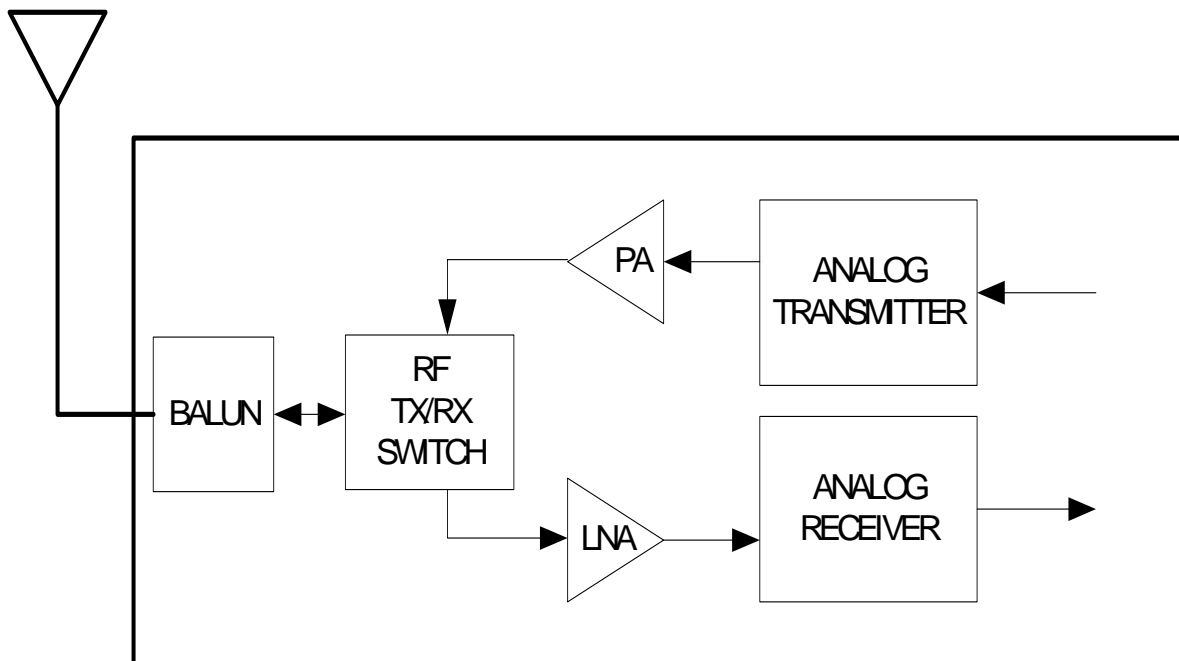 PA
ANALOG
TRANSMITTER
BALUN
RF
TX/RX
SWITCH
LNA
ANALOG
RECEIVER